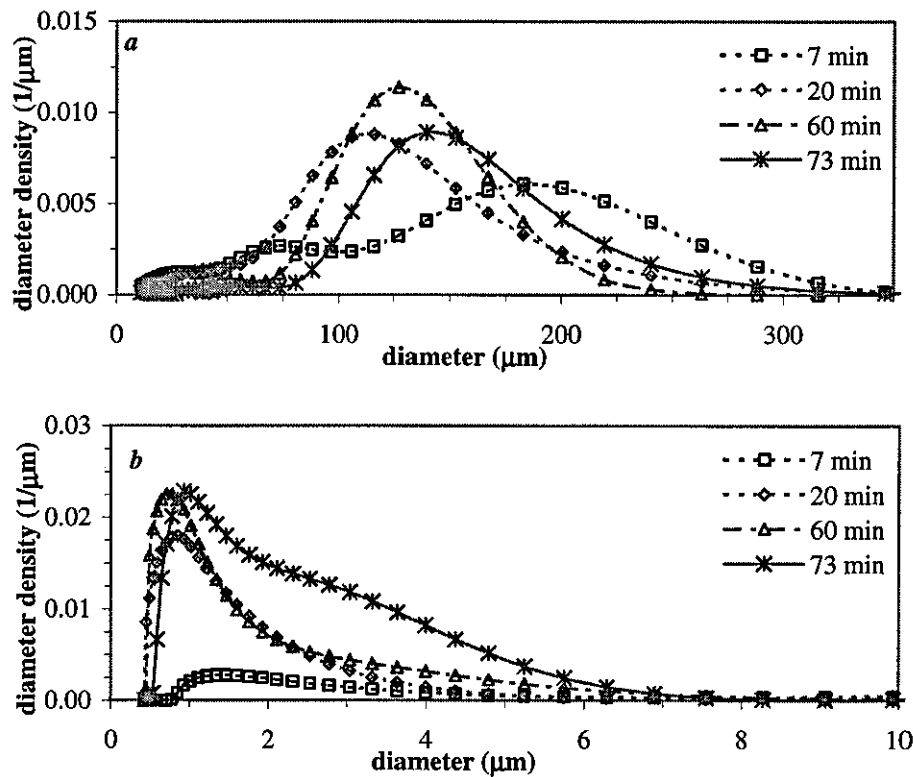 a
0.015
0.010
0.005
0.000
diameter density (1/μm)
7 min
20 min
60 min
73 min
0
100
200
300
diameter (μm)
b
0.03
0.02
0.01
0.00
diameter density (1/μm)
7 min
20 min
60 min
73 min
0
2
4
6
8
10
diameter (μm)